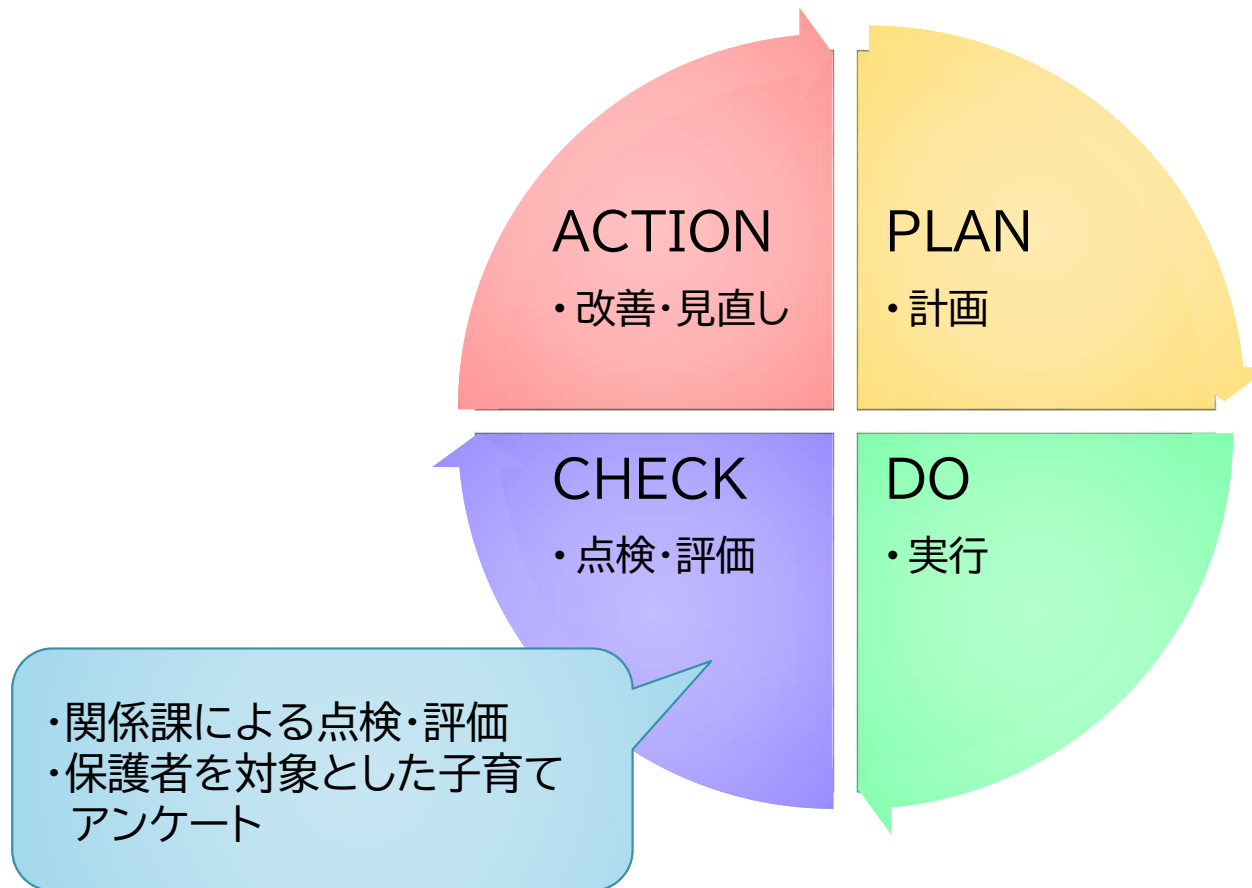 ACTION
・改善・見直し
PLAN
・計画
CHECK
・点検・評価
DO
・実行
・関係課による点検・評価
・保護者を対象とした子育て
アンケート